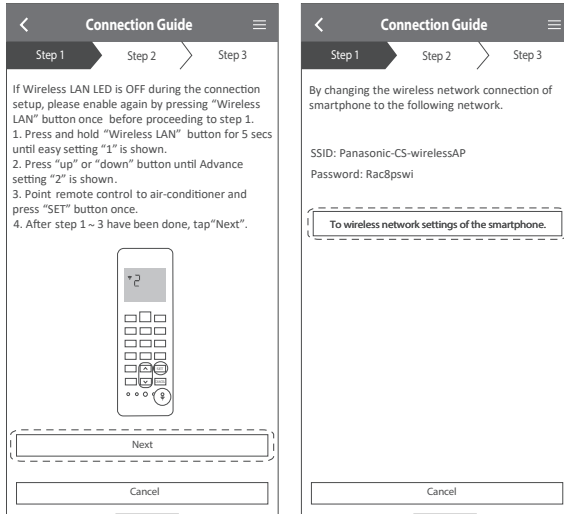 Connection Guide
Step 1
Step 2
Step 3
If Wireless LAN LED is OFF during the connection
setup, please enable again by pressing “Wireless
LAN” button once before proceeding to step 1.
1. Press and hold “Wireless LAN” button for 5 secs
until easy setting “1” is shown.
2. Press “up” or “down” button until Advance
setting “2” is shown.
3. Point remote control to air-conditioner and
press “SET” button once.
4. After step 1 ~ 3 have been done, tap“Next”.
2
Next
Cancel
Connection Guide
Step 1
Step 2
Step 3
By changing the wireless network connection of
smartphone to the following network.
SSID: Panasonic-CS-wirelessAP
Password: Rac8pswi
To wireless network settings of the smartphone.
Cancel